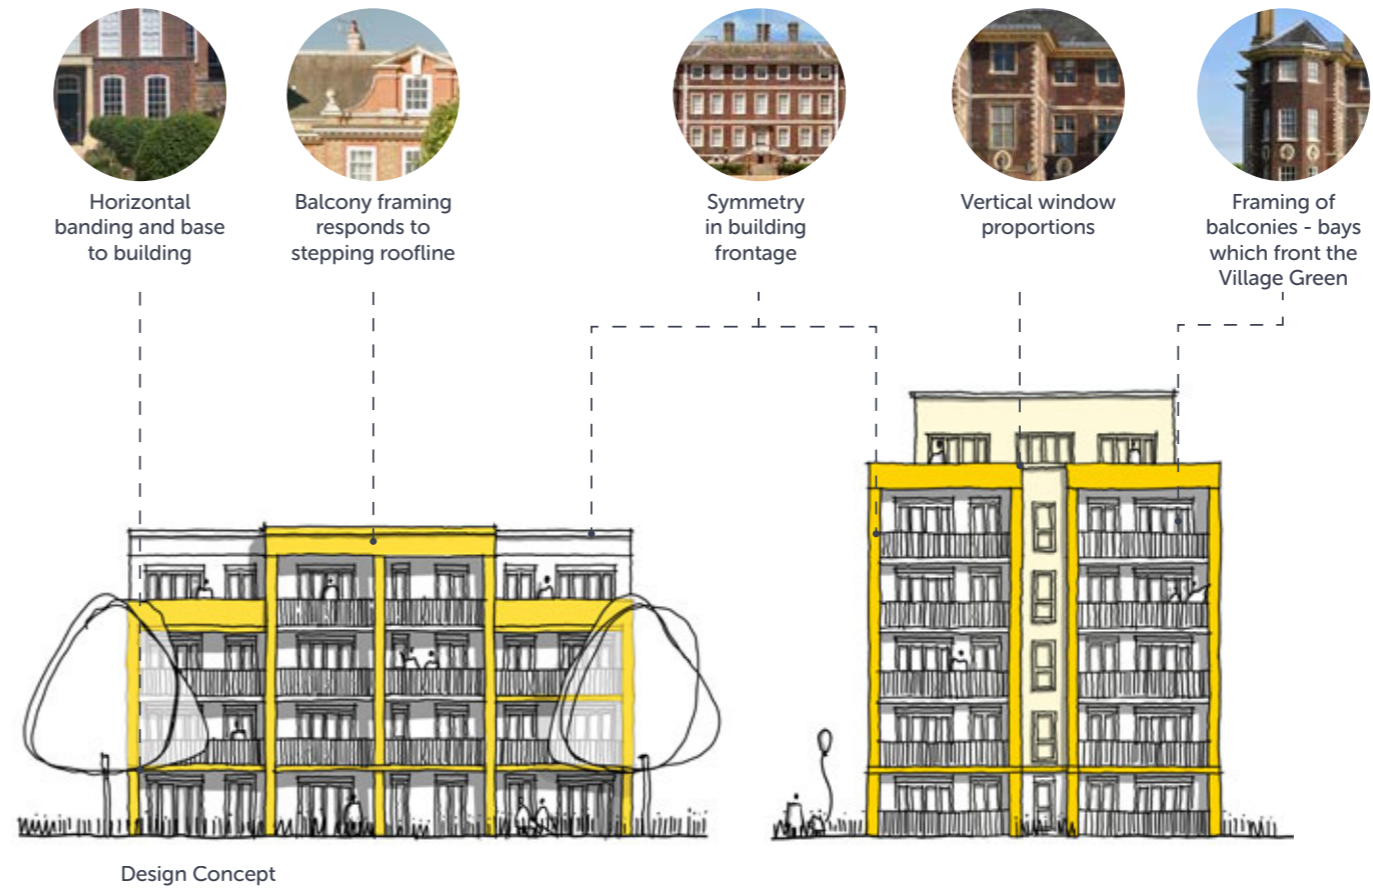 Horizontal
banding and base
to building
Balcony framing
responds to
stepping roofline
Symmetry
in building
frontage
Vertical window
proportions
Framing of
balconies - bays
which front the
Village Green
Design Concept